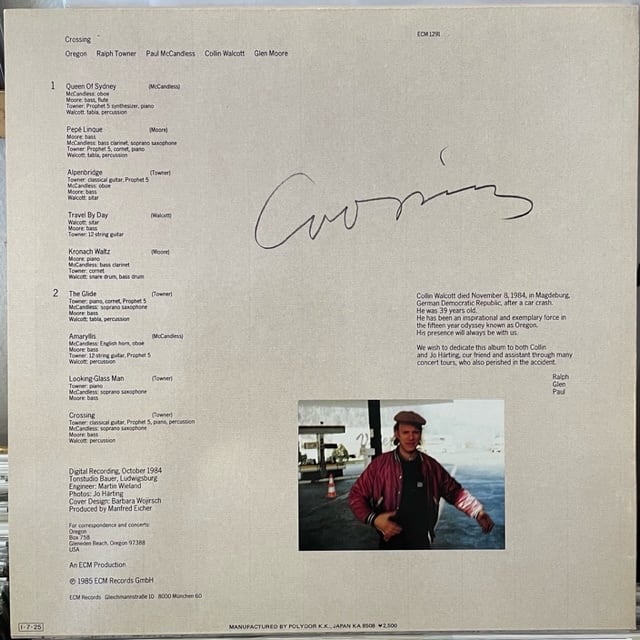 Crossing
ECM 1291
Oregon Ralph Towner Paul McCandless Collin Walcott Glen Moore
1 Queen Of Sydney (McCandless)
McCandless: oboe
Moore: bass, flute
Towner: Prophet 5 synthesizer, piano
Walcott: tabla, percussion
Pepé Linque (Moore)
Moore: bass
McCandless: bass clarinet, soprano saxophone
Towner: Prophet 5, cornet, piano
Walcott: tabla, percussion
Alpenbridge (Towner)
Towner: classical guitar, Prophet 5
McCandless: oboe
Moore: bass
Walcott: sitar
Travel By Day (Walcott)
Walcott: sitar
Moore: bass
Towner: 12-string guitar
Kronach Waltz (Moore)
Moore: piano
McCandless: bass clarinet
Towner: cornet
Walcott: snare drum, bass drum
2 The Glide (Towner)
Towner: piano, cornet, Prophet 5
McCandless: soprano saxophone
Moore: bass
Walcott: tabla, percussion
Amaryllis (McCandless)
McCandless: English horn, oboe
Moore: bass
Towner: 12-string guitar, Prophet 5
Walcott: percussion
Looking-Glass Man (Towner)
Towner: piano
McCandless: soprano saxophone
Moore: bass
Crossing (Towner)
Towner: classical guitar, Prophet 5, piano, percussion
McCandless: soprano saxophone
Moore: bass
Walcott: percussion
Digital Recording, October 1984
Tonstudio Bauer, Ludwigsburg
Engineer: Martin Wieland
Photos: Jo Härting
Cover Design: Barbara Wojirsch
Produced by Manfred Eicher
For correspondence and concerts:
Oregon
Box 758
Gleneden Beach, Oregon 97388
USA
An ECM Production
℗ 1985 ECM Records GmbH
ECM Records Gleichmannstraße 10 8000 München 60
Crossing
Collin Walcott died November 8, 1984, in Magdeburg,
German Democratic Republic, after a car crash.
He was 39 years old.
He has been an inspirational and exemplary force in
the fifteen year odyssey known as Oregon.
His presence will always be with us.
We wish to dedicate this album to both Collin
and Jo Härting, our friend and assistant through many
concert tours, who also perished in the accident.
Ralph
Glen
Paul
I-7-25
MANUFACTURED BY POLYDOR K.K., JAPAN KA 8508 ¥2,500